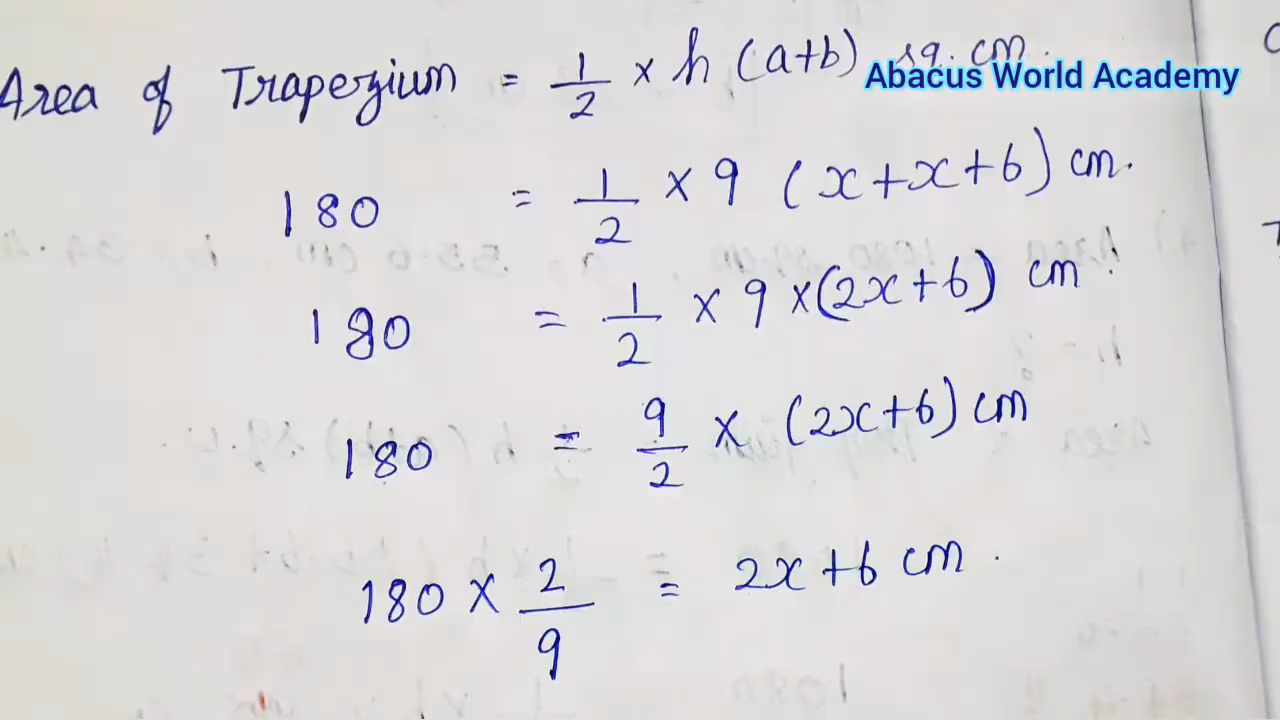 Area of Trapezium = 1/2 × h (a+b) sq. cm.
Abacus World Academy
180 = 1/2 × 9 (x+x+6) cm.
180 = 1/2 × 9 ×(2x+6) cm
180 = 9/2 × (2x+6) cm
180 × 2/9 = 2x+6 cm.